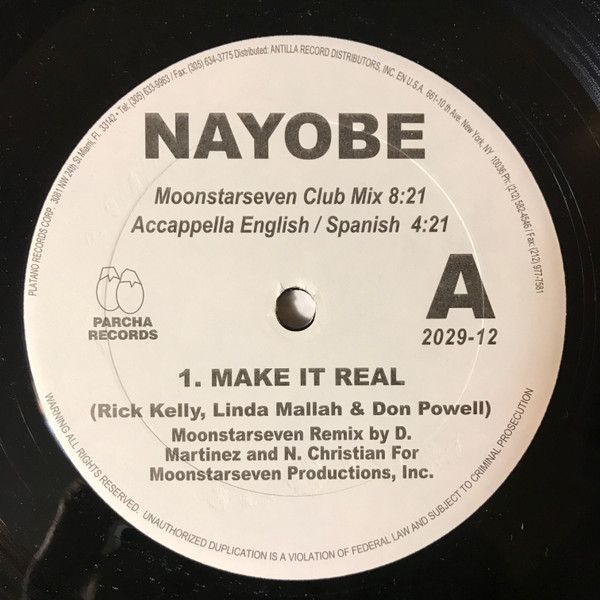 PLATANO RECORDS CORP. 3081 NW 24th St Miami, FL. 33142 • Tel: (305) 633-9963 / Fax: (305) 634-3775 Distributed: ANTILLA RECORD DISTRIBUTORS, INC. EN U.S.A. 661-10 th Ave. New York, NY 10036 Ph: (212) 582-4546 / Fax: (212) 977-7581
NAYOBE
Moonstarseven Club Mix 8:21
Accappella English / Spanish 4:21
A
PARCHA
RECORDS
2029-12
1. MAKE IT REAL
(Rick Kelly, Linda Mallah & Don Powell)
Moonstarseven Remix by D.
Martinez and N. Christian For
Moonstarseven Productions, Inc.
WARNING ALL RIGHTS RESERVED. UNAUTHORIZED DUPLICATION IS A VIOLATION OF FEDERAL LAW AND SUBJECT TO CRIMINAL PROSECUTION